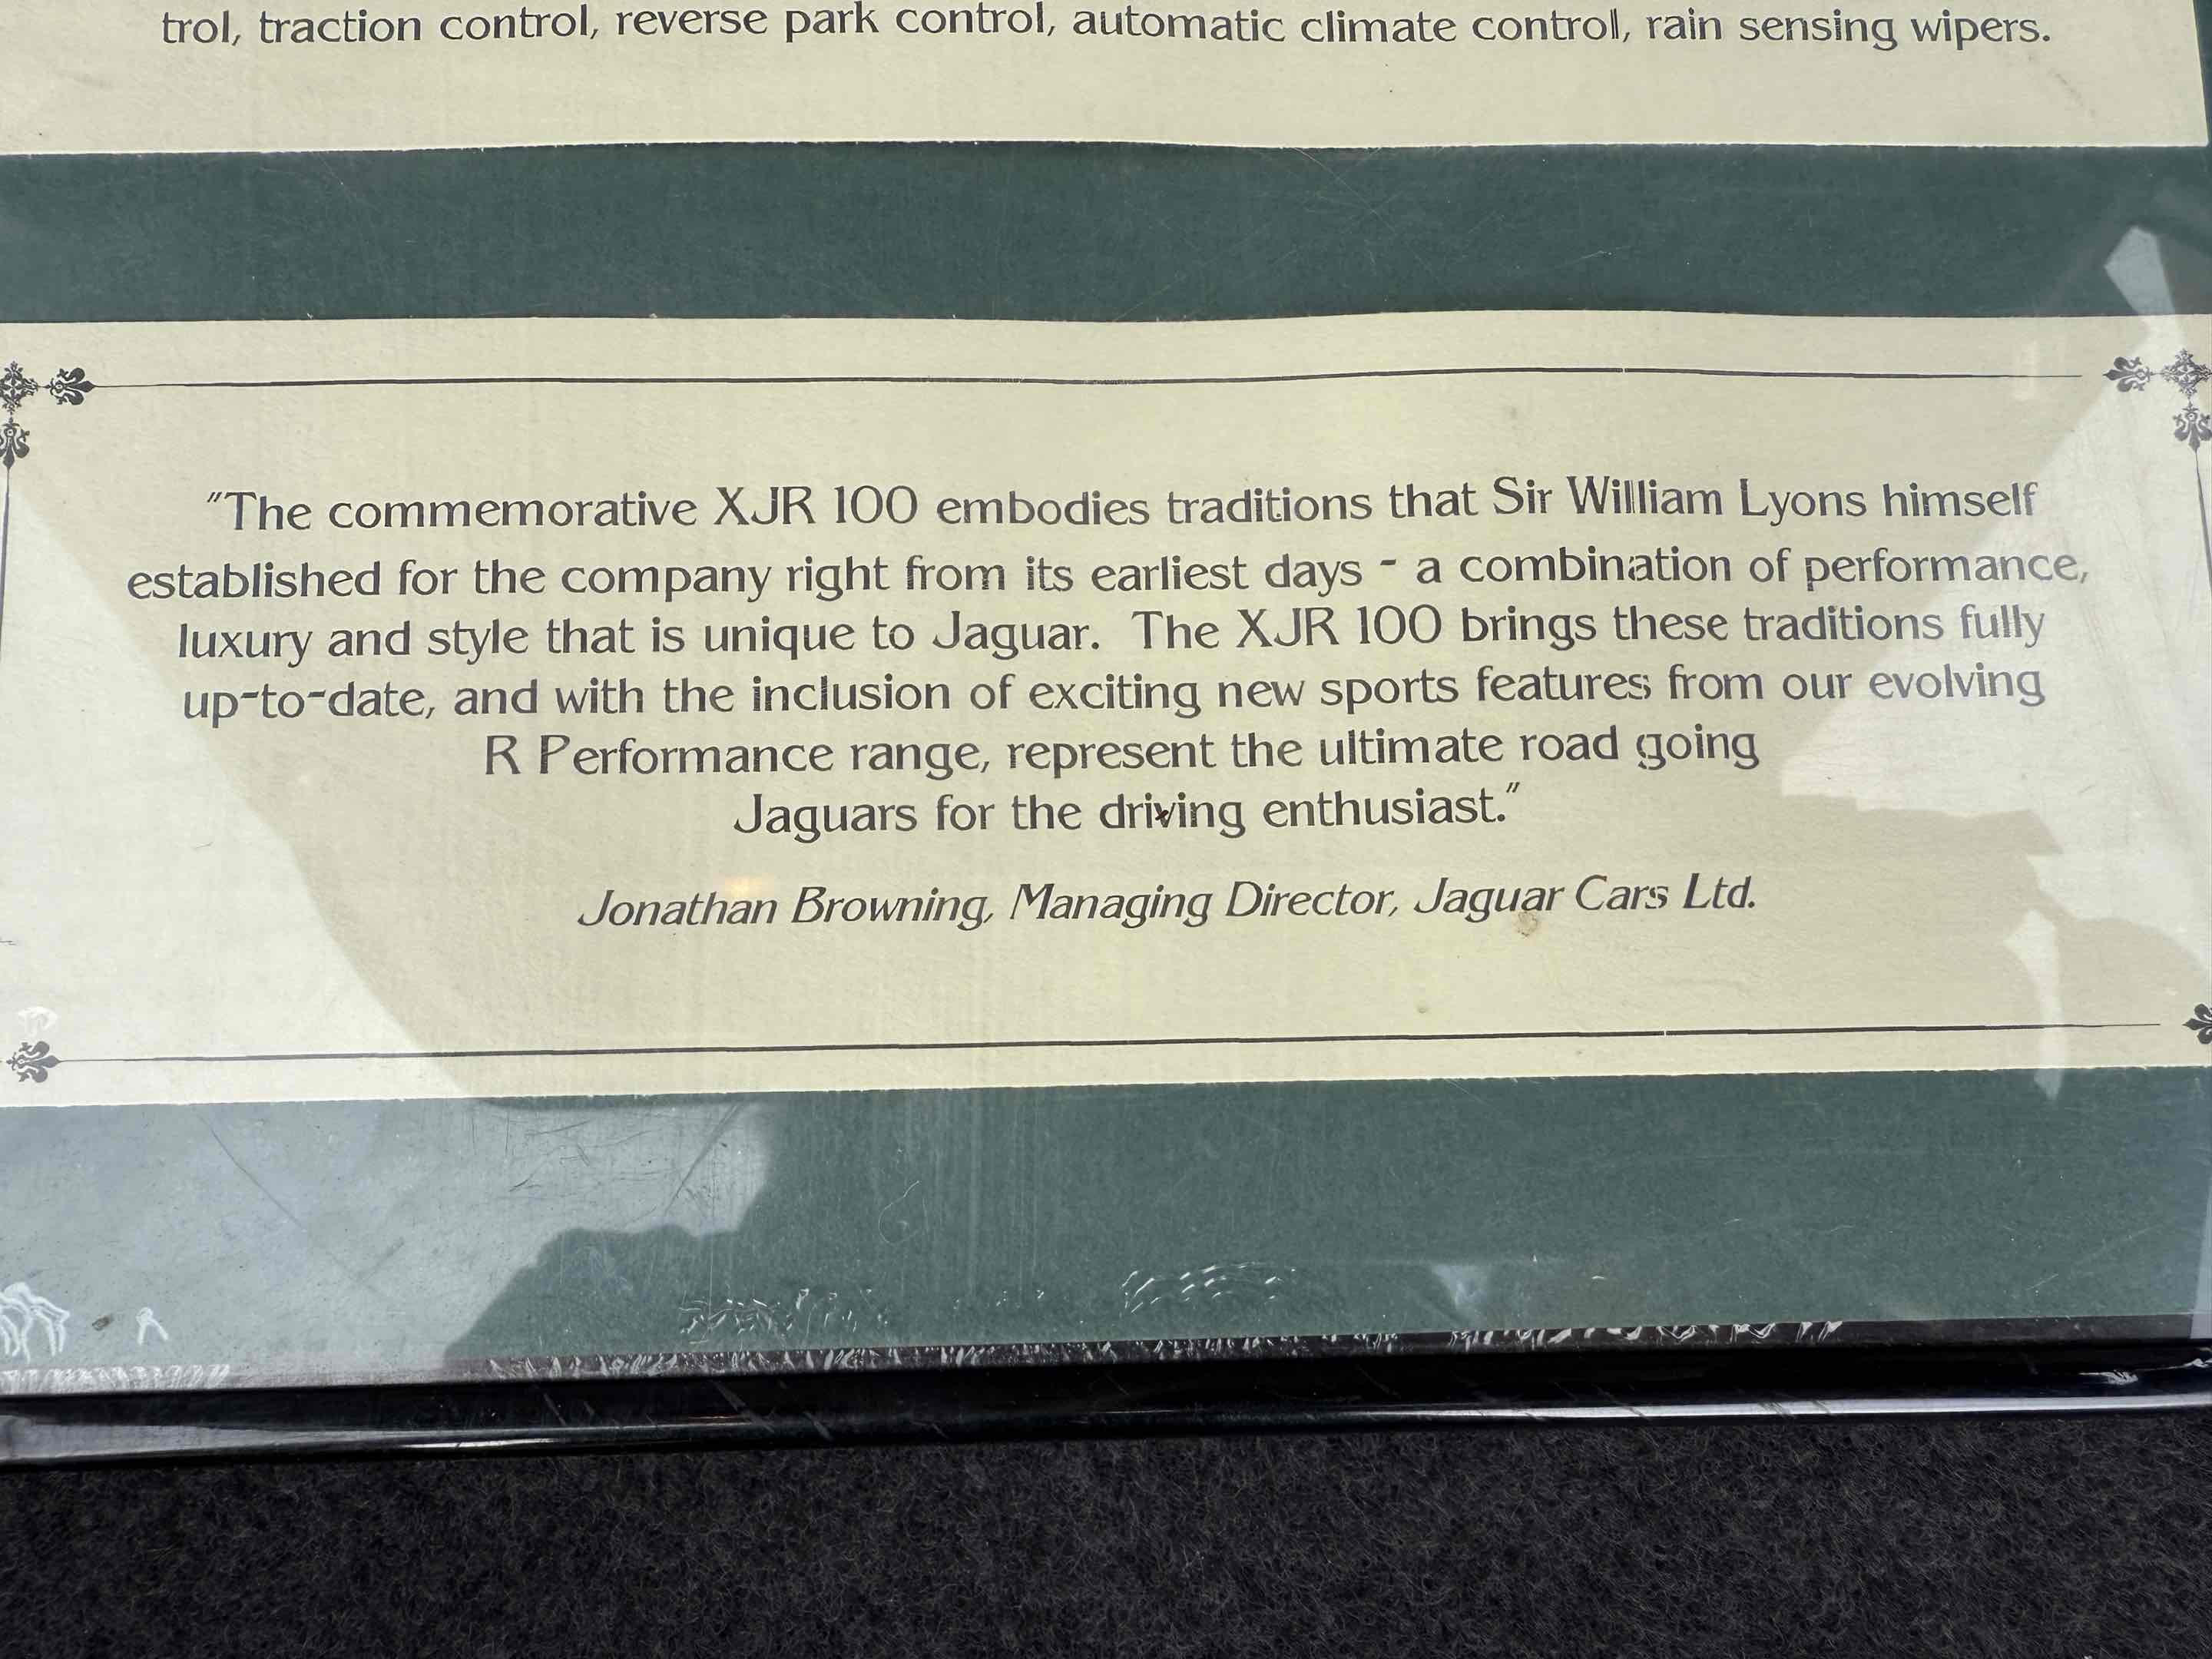 trol, traction control, reverse park control, automatic climate control, rain sensing wipers.
"The commemorative XJR 100 embodies traditions that Sir William Lyons himself
established for the company right from its earliest days - a combination of performance,
luxury and style that is unique to Jaguar. The XJR 100 brings these traditions fully
up-to-date, and with the inclusion of exciting new sports features from our evolving
R Performance range, represent the ultimate road going
Jaguars for the driving enthusiast."
Jonathan Browning, Managing Director, Jaguar Cars Ltd.